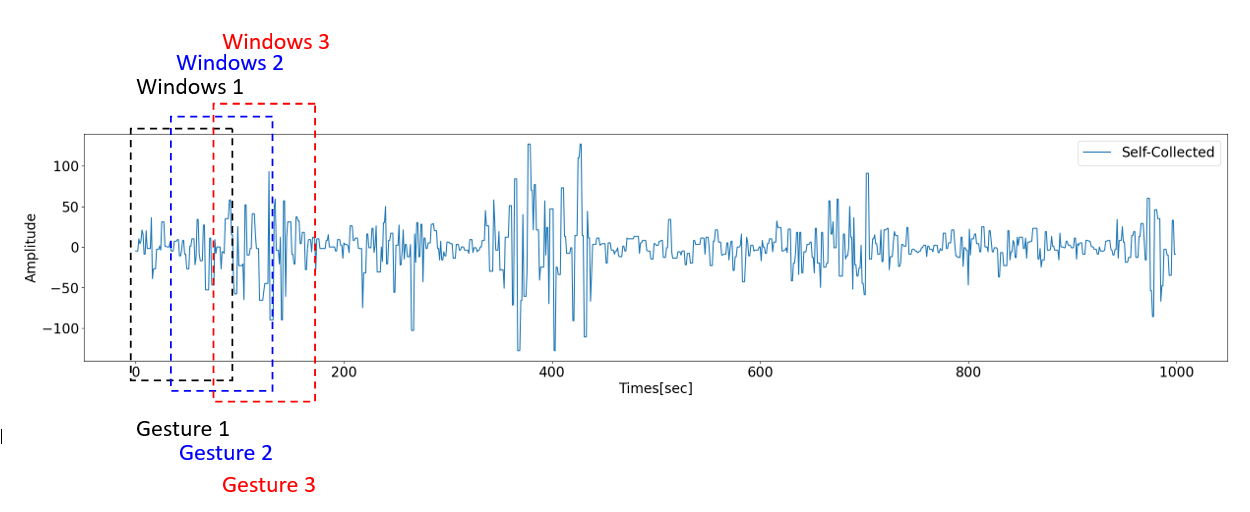 Windows 3
Windows 2
Windows 1
Self-Collected
100
50
0
−50
−100
Amplitude
0 200 400 600 800 1000
Times[sec]
Gesture 1
Gesture 2
Gesture 3